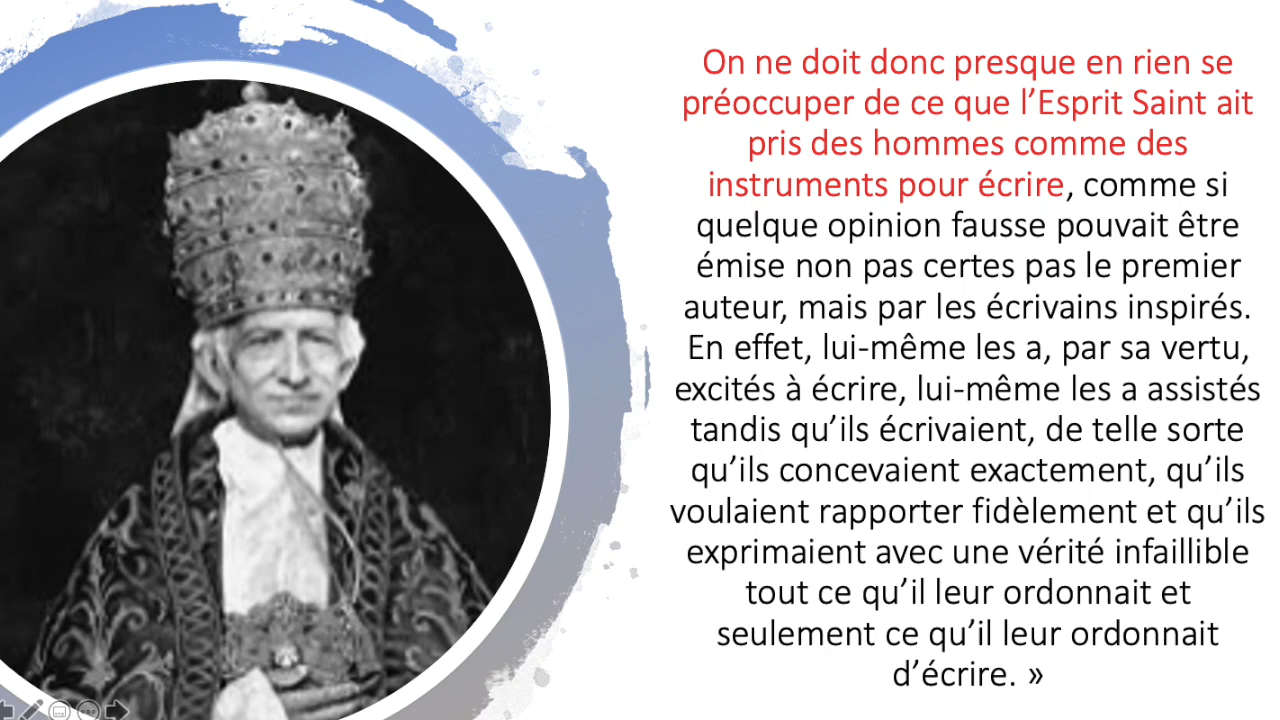 On ne doit donc presque en rien se
préoccuper de ce que l’Esprit Saint ait
pris des hommes comme des
instruments pour écrire, comme si
quelque opinion fausse pouvait être
émise non pas certes pas le premier
auteur, mais par les écrivains inspirés.
En effet, lui-même les a, par sa vertu,
excités à écrire, lui-même les a assistés
tandis qu’ils écrivaient, de telle sorte
qu’ils concevaient exactement, qu’ils
voulaient rapporter fidèlement et qu’ils
exprimaient avec une vérité infaillible
tout ce qu’il leur ordonnait et
seulement ce qu’il leur ordonnait
d’écrire. »